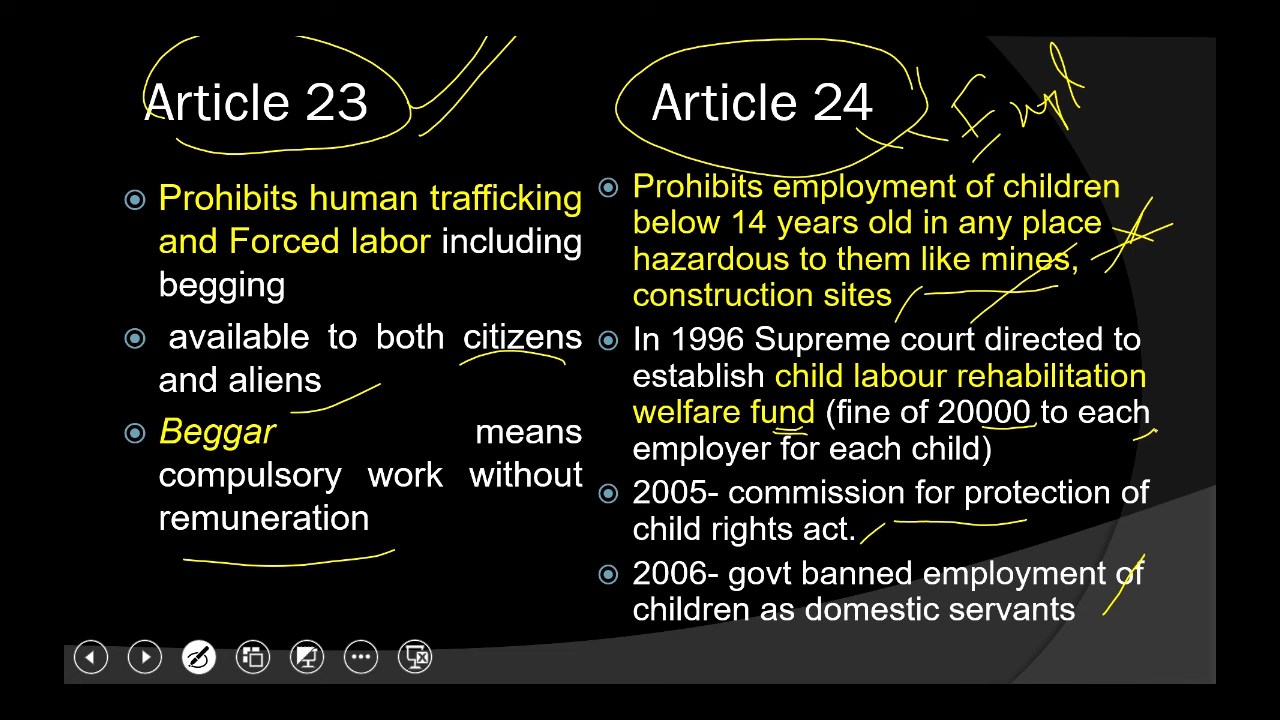 Article 23
Prohibits human trafficking
and Forced labor including
begging
available to both citizens
and aliens
Beggar means
compulsory work without
remuneration
Article 24
Empl
Prohibits employment of children
below 14 years old in any place
hazardous to them like mines,
construction sites
In 1996 Supreme court directed to
establish child labour rehabilitation
welfare fund (fine of 20000 to each
employer for each child)
2005- commission for protection of
child rights act.
2006- govt banned employment of
children as domestic servants